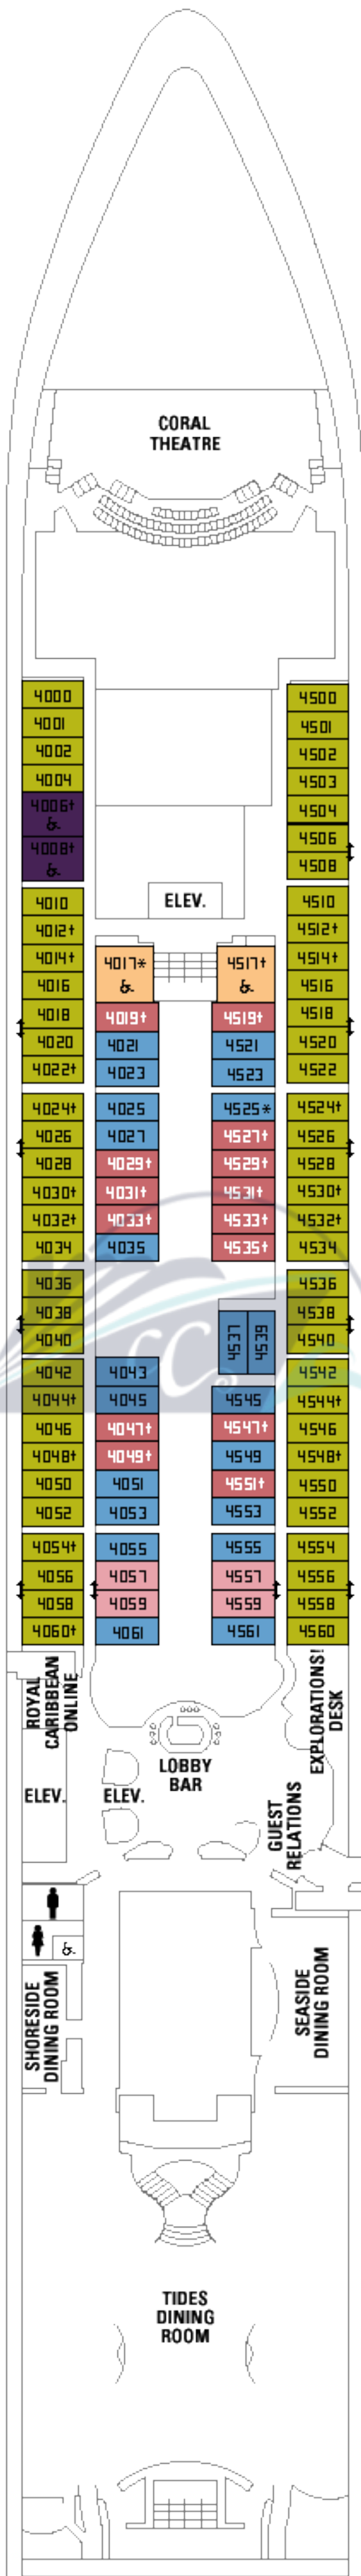 CORAL
THEATRE
4000 4500
4001 4501
4002 4502
4004 4503
4006† 4504
4008† 4506
4508
ELEV.
4010 4510
4012† 4512†
4014† 4017* 4517† 4514†
4016 4516
4018 4019† 4519† 4518
4020 4021 4521 4520
4022† 4023 4523 4522
4024† 4025 4525* 4524†
4026 4027 4527† 4526
4028 4029† 4529† 4528
4030† 4031† 4531† 4530†
4032† 4033† 4533† 4532†
4034 4035 4535† 4534
4036 4536
4038 4537 4539 4538
4040 4540
CC
4042 4043 4542
4044† 4045 4545 4544†
4046 4047† 4547† 4546
4048† 4049† 4549 4548†
4050 4051 4551† 4550
4052 4053 4553 4552
4054† 4055 4555 4554
4056 4057 4557 4556
4058 4059 4559 4558
4060† 4061 4561 4560
ROYAL
CARIBBEAN
ONLINE
EXPLORATIONS!
DESK
LOBBY
BAR
ELEV. ELEV.
GUEST
RELATIONS
SHORESIDE
DINING ROOM
SEASIDE
DINING ROOM
TIDES
DINING
ROOM